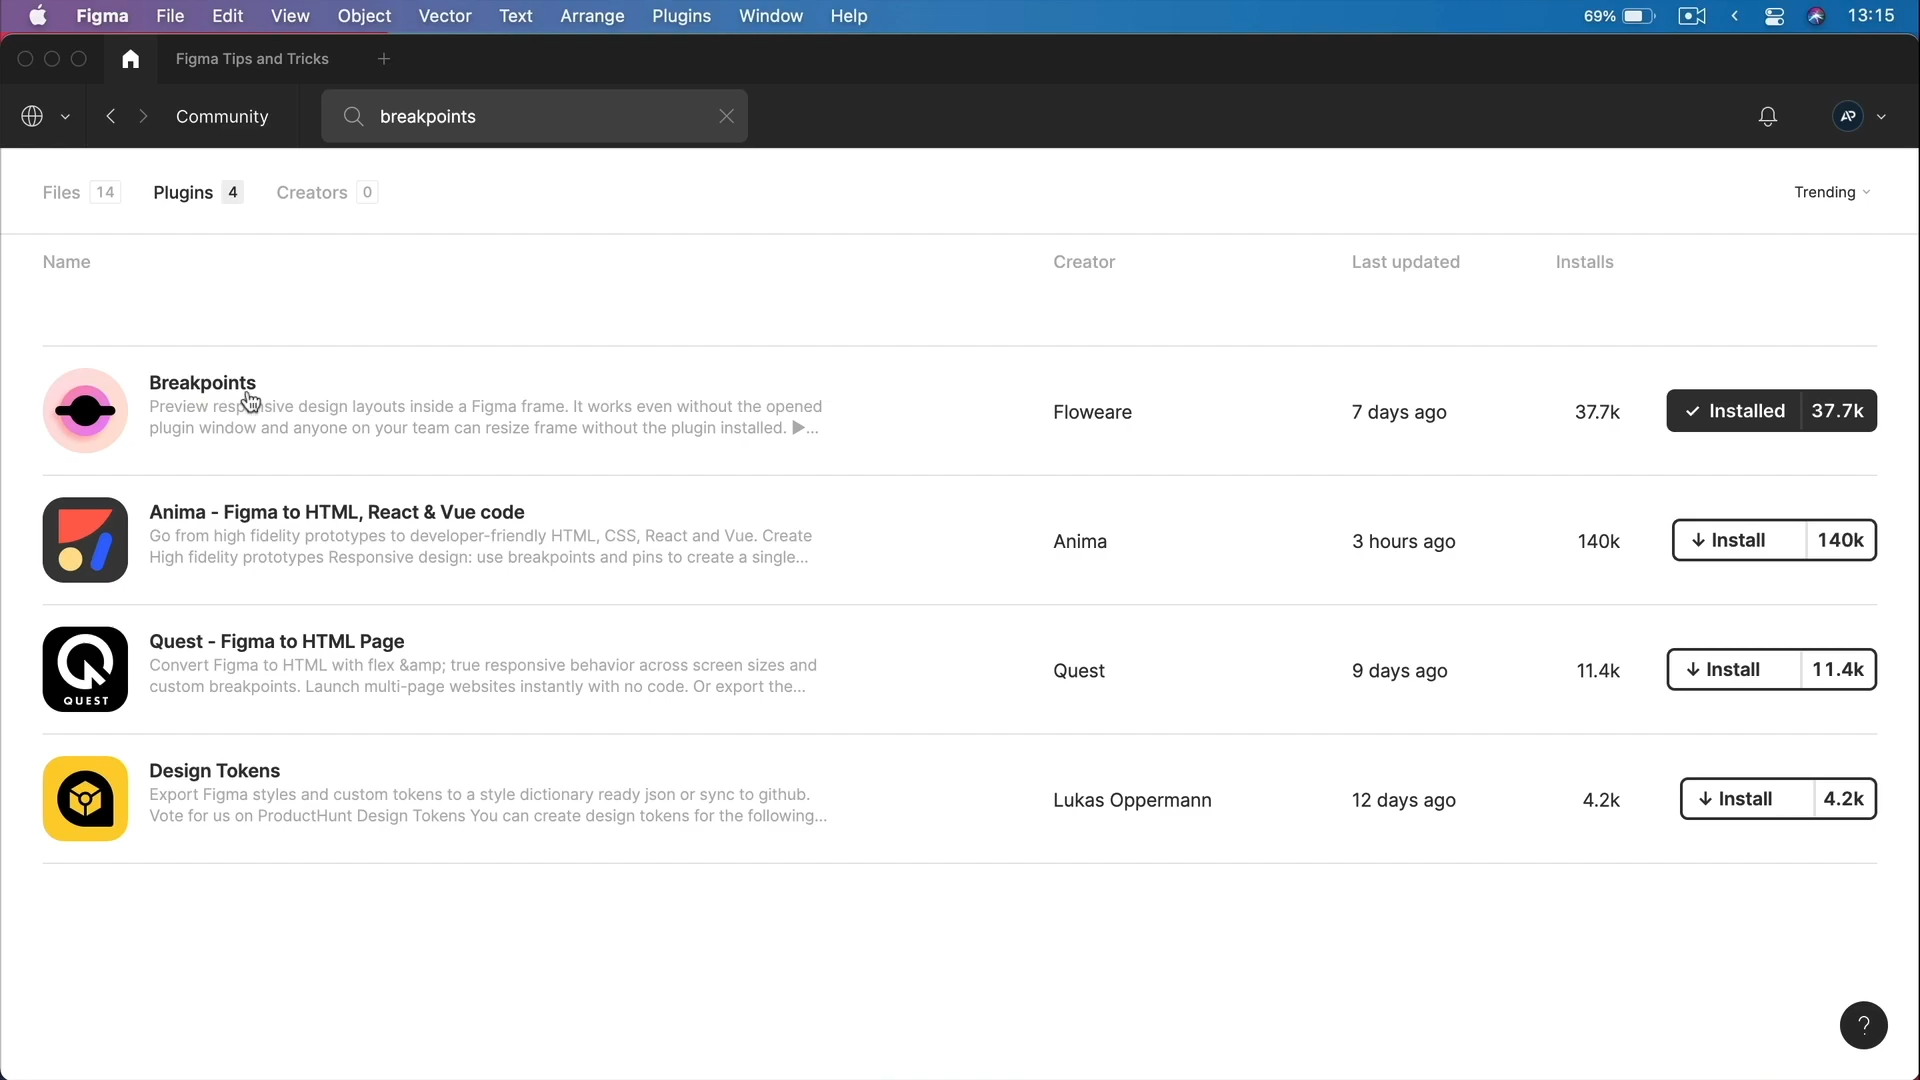 Figma File Edit View Object Vector Text Arrange Plugins Window Help 69% 13:15
Figma Tips and Tricks
Community breakpoints AP
Files 14 Plugins 4 Creators 0 Trending
Name Creator Last updated Installs
Breakpoints
Preview responsive design layouts inside a Figma frame. It works even without the opened
plugin window and anyone on your team can resize frame without the plugin installed. ▶...
Floweare 7 days ago 37.7k Installed 37.7k
Anima - Figma to HTML, React & Vue code
Go from high fidelity prototypes to developer-friendly HTML, CSS, React and Vue. Create
High fidelity prototypes Responsive design: use breakpoints and pins to create a single...
Anima 3 hours ago 140k Install 140k
QUEST
Quest - Figma to HTML Page
Convert Figma to HTML with flex &amp; true responsive behavior across screen sizes and
custom breakpoints. Launch multi-page websites instantly with no code. Or export the...
Quest 9 days ago 11.4k Install 11.4k
Design Tokens
Export Figma styles and custom tokens to a style dictionary ready json or sync to github.
Vote for us on ProductHunt Design Tokens You can create design tokens for the following...
Lukas Oppermann 12 days ago 4.2k Install 4.2k
?